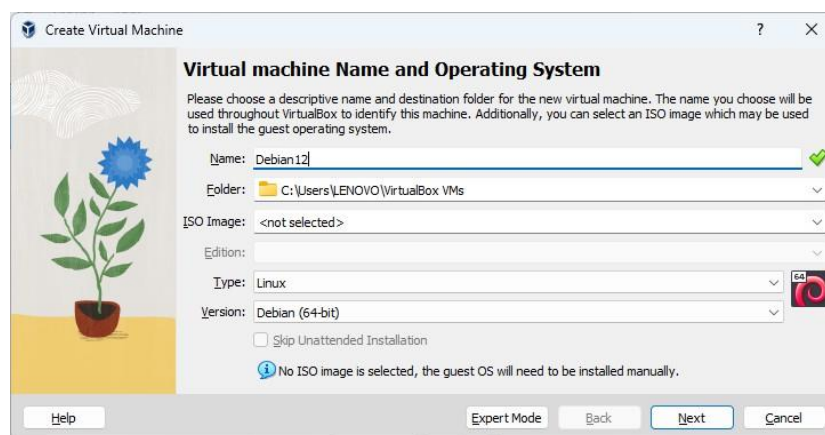 Create Virtual Machine
?
Virtual machine Name and Operating System
Please choose a descriptive name and destination folder for the new virtual machine. The name you choose will be
used throughout VirtualBox to identify this machine. Additionally, you can select an ISO image which may be used
to install the guest operating system.
Name: Debian12
Folder: C:\Users\LENOVO\VirtualBox VMs
ISO Image: <not selected>
Edition:
Type: Linux
64
Version: Debian (64-bit)
Skip Unattended Installation
No ISO image is selected, the guest OS will need to be installed manually.
Help Expert Mode Back Next Cancel